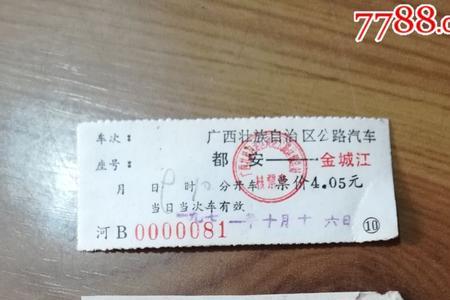 7788.c
车次： 广西壮族自治区公路汽车
座号： 都安——金城江
月 日 时 分开车 票价4.05元
当日当次车有效
一九七一年十月十六日
河B 0000081 ⑩